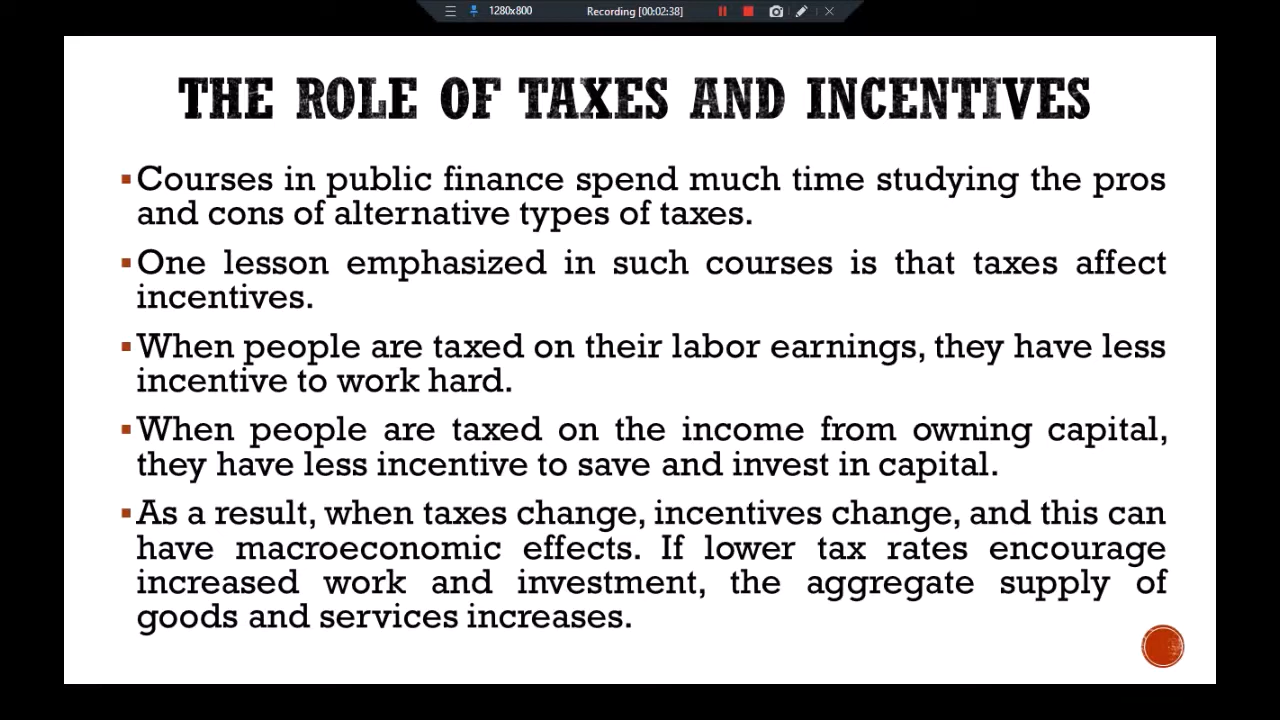 1280x800 Recording [00:02:38]
THE ROLE OF TAXES AND INCENTIVES
▪Courses in public finance spend much time studying the pros
and cons of alternative types of taxes.
▪One lesson emphasized in such courses is that taxes affect
incentives.
▪When people are taxed on their labor earnings, they have less
incentive to work hard.
▪When people are taxed on the income from owning capital,
they have less incentive to save and invest in capital.
▪As a result, when taxes change, incentives change, and this can
have macroeconomic effects. If lower tax rates encourage
increased work and investment, the aggregate supply of
goods and services increases.